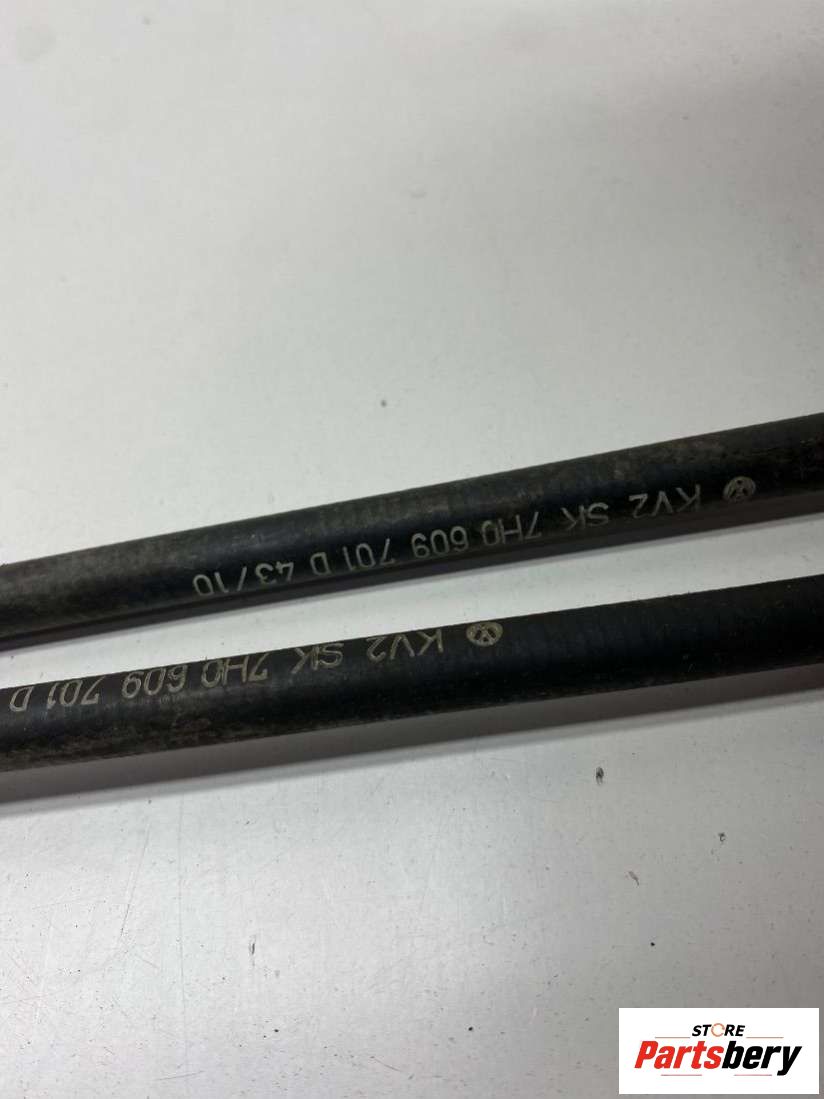 KV2 SK 7H0 609 701 D 43/10
KV2 SK 7H0 609 701 D
STORE
Partsbery